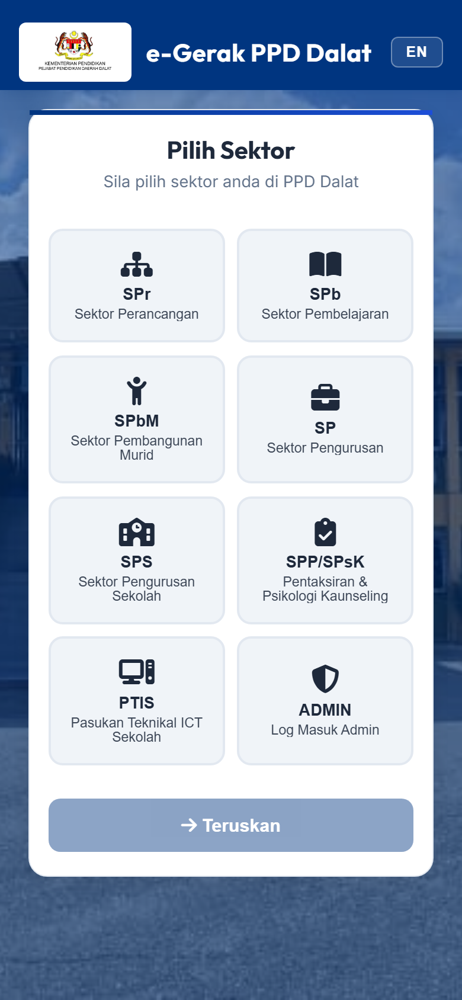 KEMENTERIAN PENDIDIKAN
PEJABAT PENDIDIKAN DAERAH DALAT
e-Gerak PPD Dalat
EN
Pilih Sektor
Sila pilih sektor anda di PPD Dalat
SPr
Sektor Perancangan
SPb
Sektor Pembelajaran
SPbM
Sektor Pembangunan
Murid
SP
Sektor Pengurusan
SPS
Sektor Pengurusan
Sekolah
SPP/SPsK
Pentaksiran &
Psikologi Kaunseling
PTIS
Pasukan Teknikal ICT
Sekolah
ADMIN
Log Masuk Admin
→ Teruskan